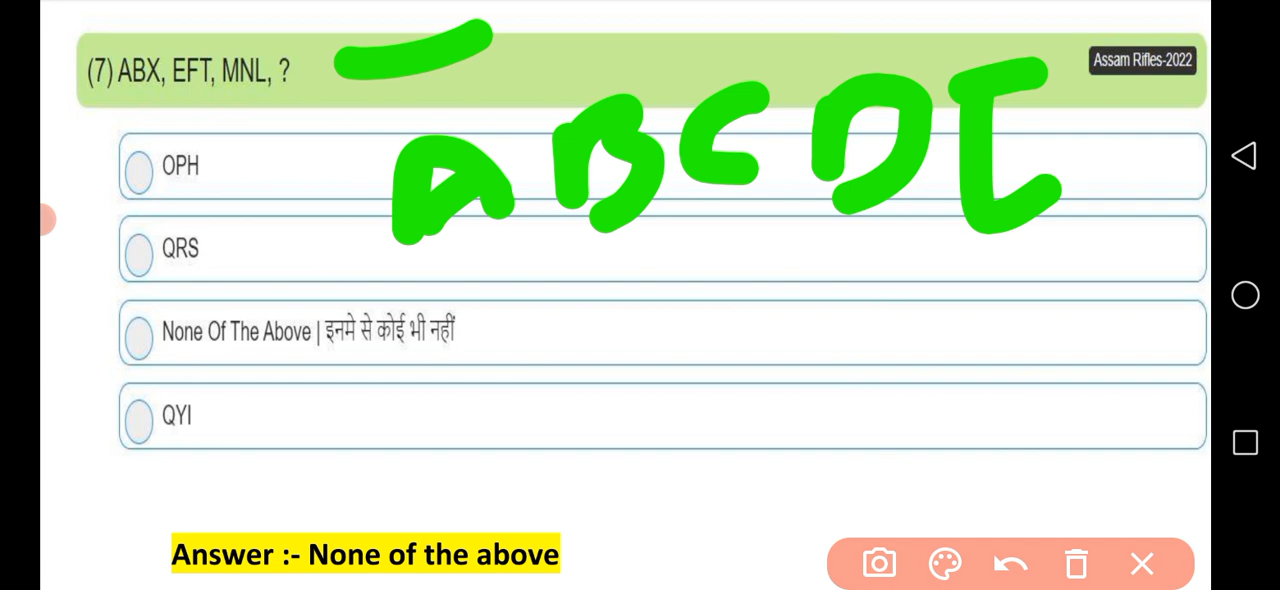 (7) ABX, EFT, MNL, ?
Assam Rifles-2022
A B C D E
OPH
QRS
None Of The Above | इनमे से कोई भी नहीं
QYI
Answer :- None of the above